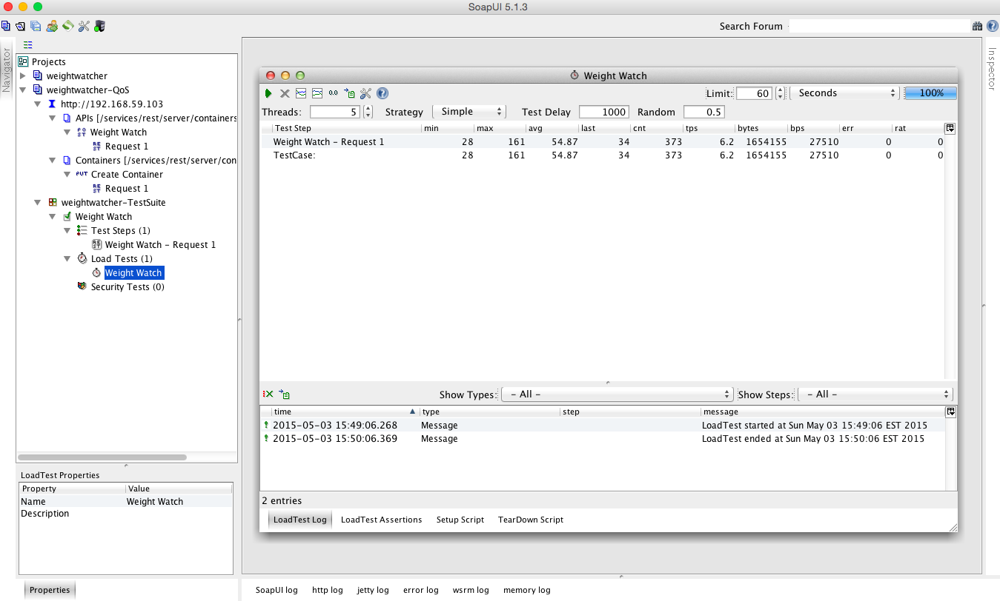 SoapUI 5.1.3
Search Forum
Navigator
Inspector
Projects
weightwatcher
weightwatcher-QoS
http://192.168.59.103
APIs [/services/rest/server/containers
Weight Watch
Request 1
Containers [/services/rest/server/con
PUT Create Container
Request 1
weightwatcher-TestSuite
Weight Watch
Test Steps (1)
Weight Watch - Request 1
Load Tests (1)
Weight Watch
Security Tests (0)
LoadTest Properties
Property Value
Name Weight Watch
Description
Properties
Weight Watch
0.0
Limit: 60 Seconds 100%
Threads: 5 Strategy Simple Test Delay 1000 Random 0.5
Test Step min max avg last cnt tps bytes bps err rat
Weight Watch - Request 1 28 161 54.87 34 373 6.2 1654155 27510 0 0
TestCase: 28 161 54.87 34 373 6.2 1654155 27510 0 0
Show Types: - All - Show Steps: - All -
time type step message
2015-05-03 15:49:06.268 Message LoadTest started at Sun May 03 15:49:06 EST 2015
2015-05-03 15:50:06.369 Message LoadTest ended at Sun May 03 15:50:06 EST 2015
2 entries
LoadTest Log LoadTest Assertions Setup Script TearDown Script
SoapUI log http log jetty log error log wsrm log memory log